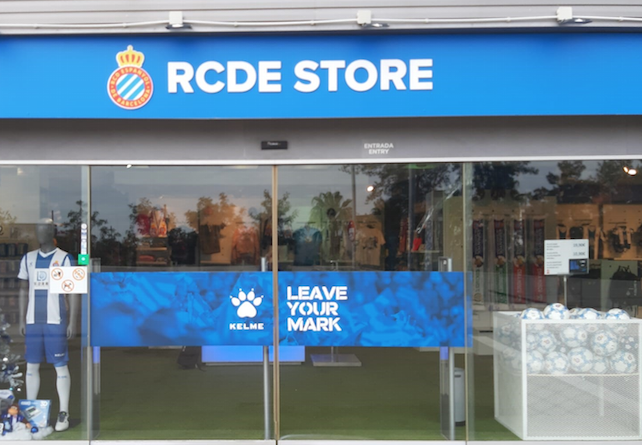 RCDE STORE
ENTRADA
ENTRY
LEAVE
YOUR
MARK
KELME